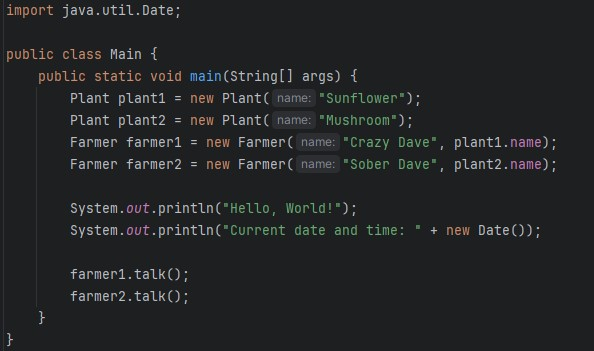 import java.util.Date;
public class Main {
public static void main(String[] args) {
Plant plant1 = new Plant( name: "Sunflower");
Plant plant2 = new Plant( name: "Mushroom");
Farmer farmer1 = new Farmer( name: "Crazy Dave", plant1.name);
Farmer farmer2 = new Farmer( name: "Sober Dave", plant2.name);
System.out.println("Hello, World!");
System.out.println("Current date and time: " + new Date());
farmer1.talk();
farmer2.talk();
}
}